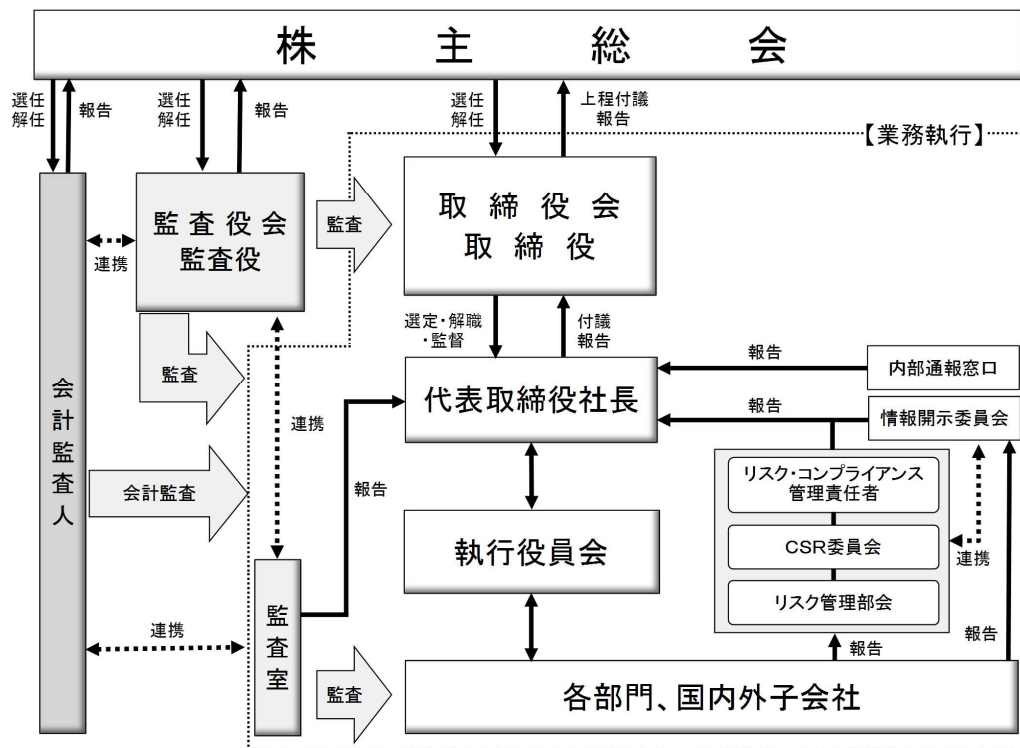 株主総会
選任
解任
報告
選任
解任
報告
選任
解任
上程付議
報告
【業務執行】
監査役会
監査役
監査
取締役会
取締役
連携
選定・解職
・監督
付議
報告
監査
会計監査人
連携
代表取締役社長
報告
内部通報窓口
報告
情報開示委員会
会計監査
報告
リスク・コンプライアンス
管理責任者
執行役員会
CSR委員会
連携
リスク管理部会
監査室
連携
報告
報告
監査
各部門、国内外子会社